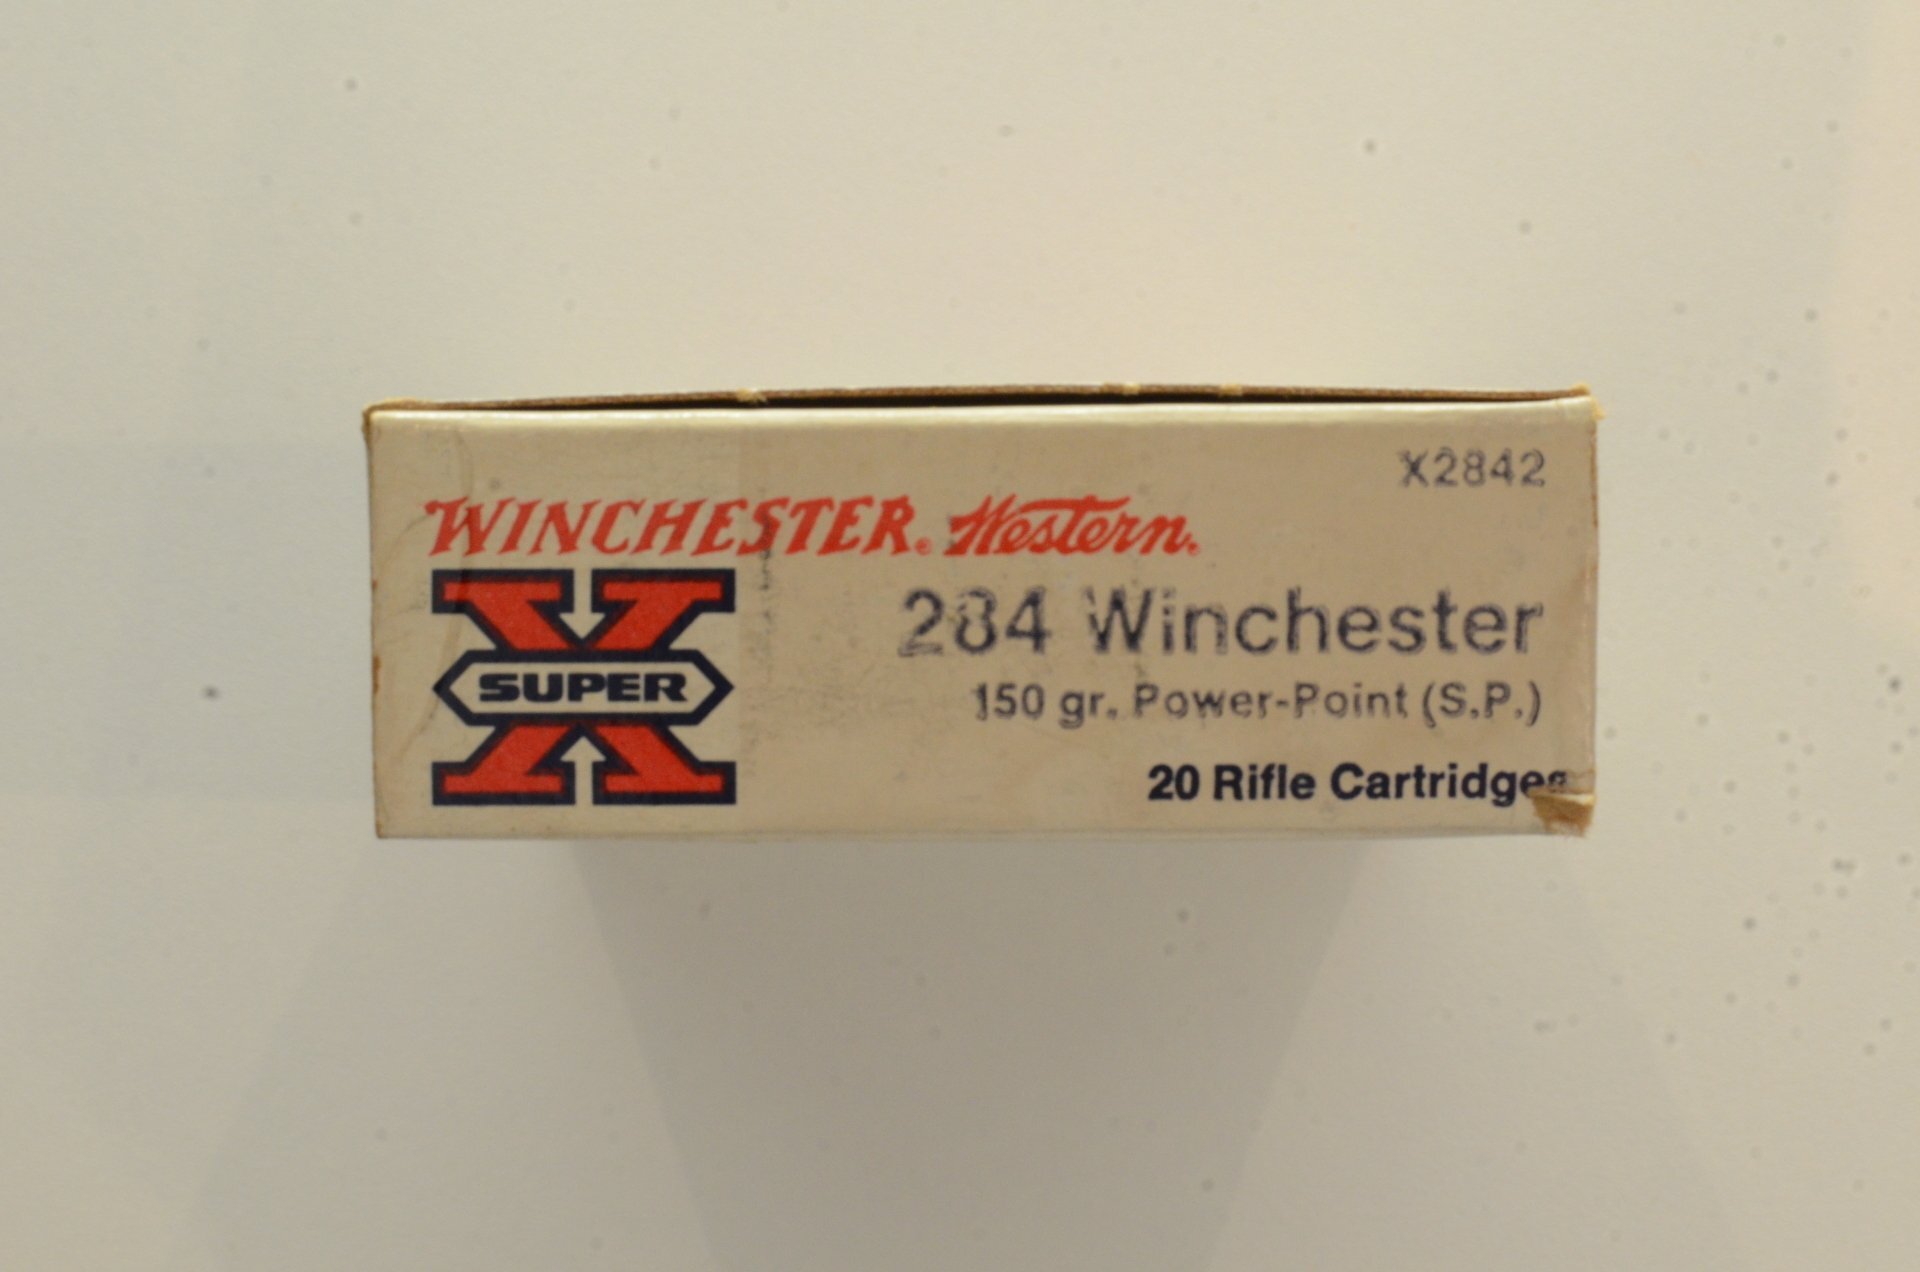 X2842
WINCHESTER® Western®
SUPER X
284 Winchester
150 gr. Power-Point (S.P.)
20 Rifle Cartridges